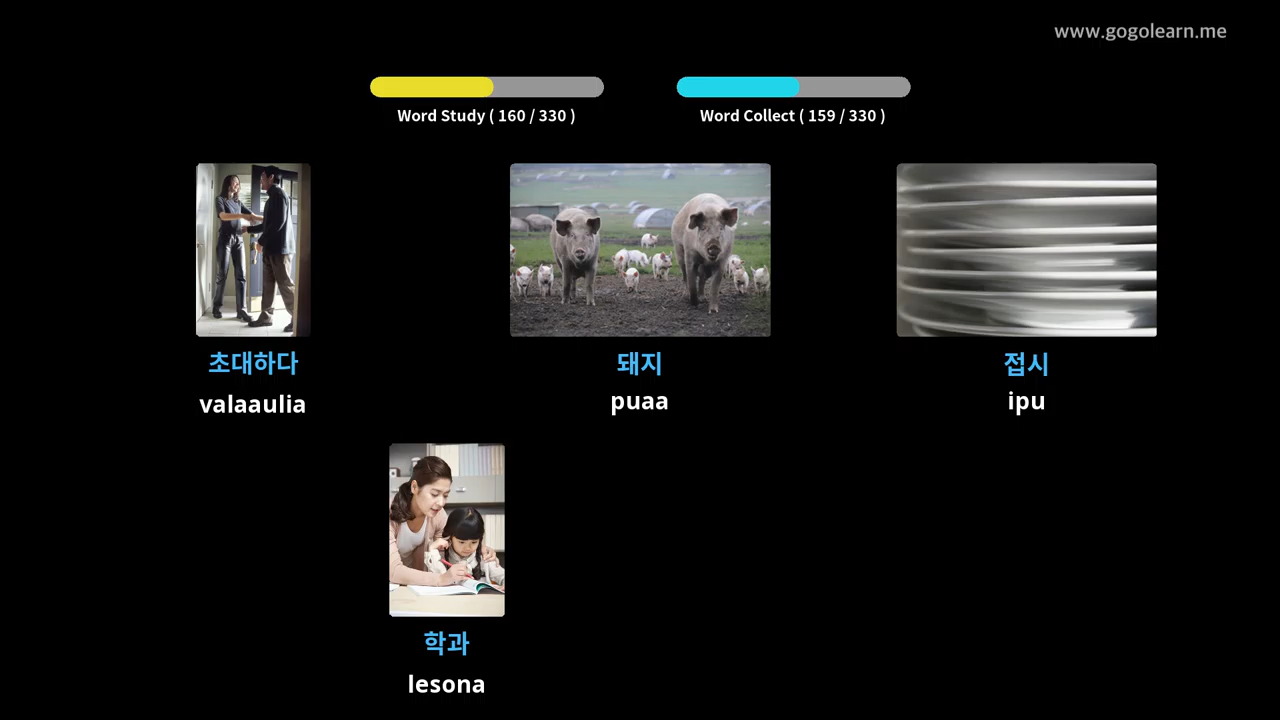 www.gogolearn.me
Word Study ( 160 / 330 )
Word Collect ( 159 / 330 )
초대하다
valaaulia
돼지
puaa
접시
ipu
학과
lesona